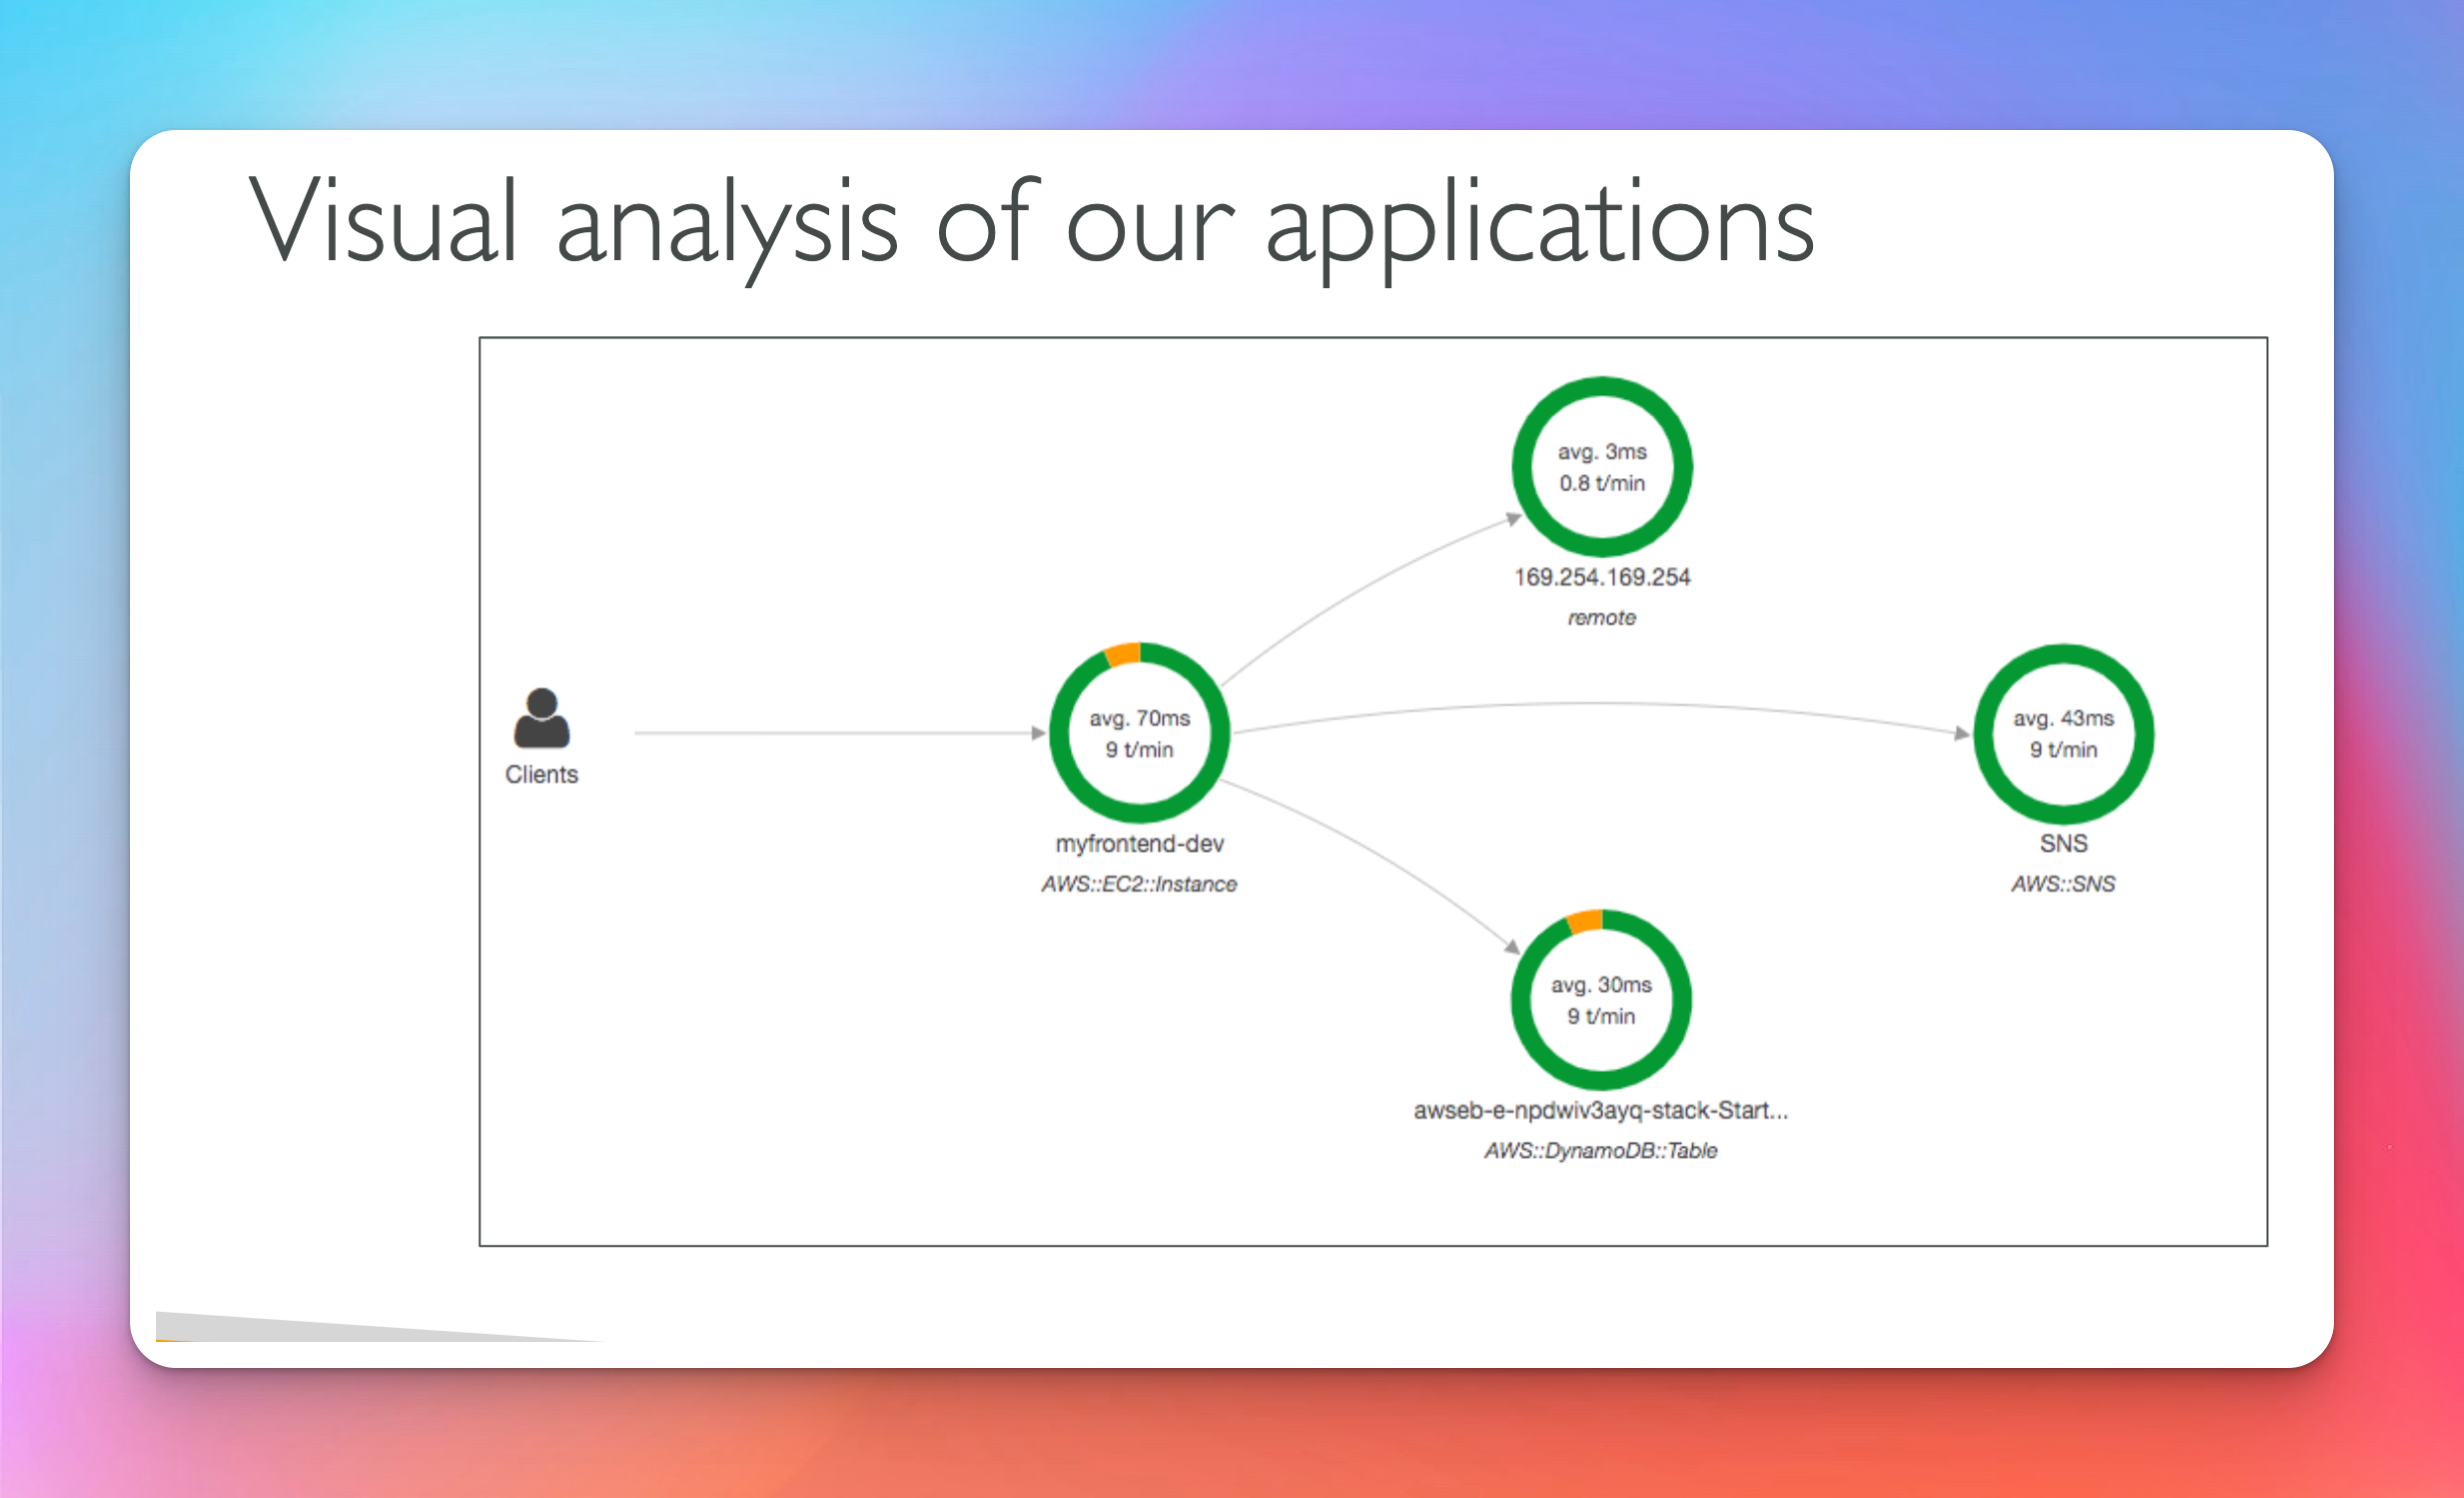 Visual analysis of our applications
avg. 3ms
0.8 t/min
169.254.169.254
remote
Clients
avg. 70ms
9 t/min
myfrontend-dev
AWS::EC2::Instance
avg. 43ms
9 t/min
SNS
AWS::SNS
avg. 30ms
9 t/min
awseb-e-npdwiv3ayq-stack-Start...
AWS::DynamoDB::Table